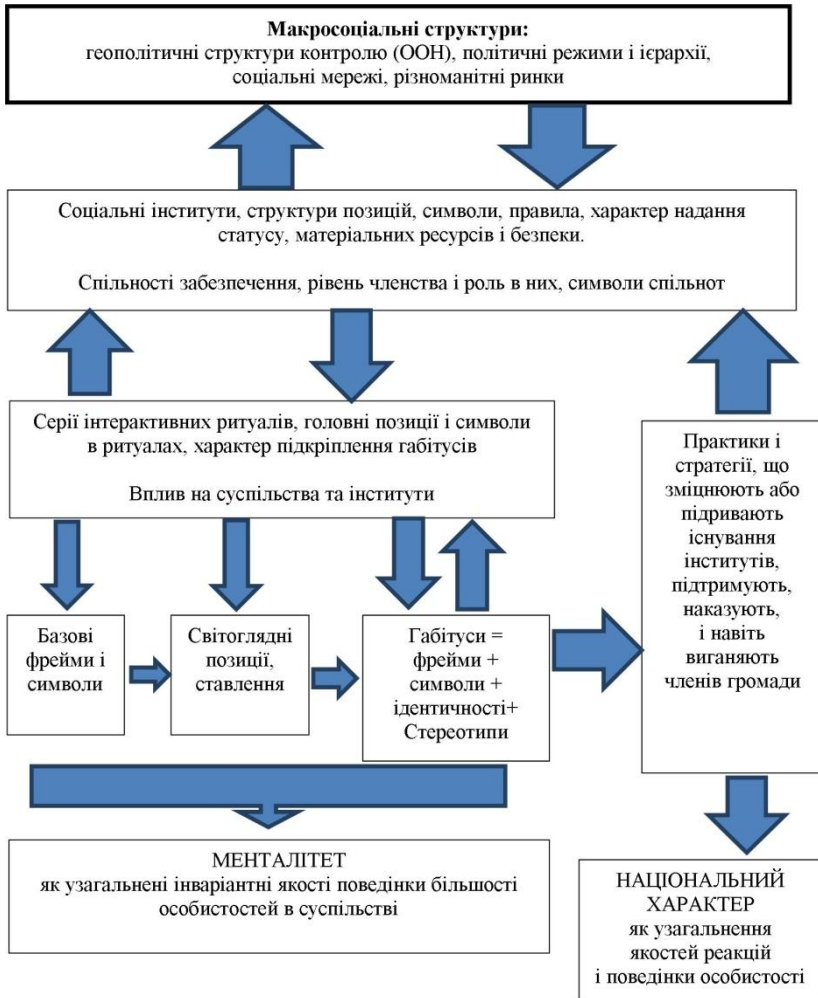 Макросоціальні структури:
геополітичні структури контролю (ООН), політичні режими і ієрархії,
соціальні мережі, різноманітні ринки
Соціальні інститути, структури позицій, символи, правила, характер надання
статусу, матеріальних ресурсів і безпеки.
Спільності забезпечення, рівень членства і роль в них, символи спільнот
Серії інтерактивних ритуалів, головні позиції і символи
в ритуалах, характер підкріплення габітусів
Вплив на суспільства та інститути
Практики і
стратегії, що
зміцнюють або
підривають
існування
інститутів,
підтримують,
наказують,
і навіть
виганяють
членів громади
Базові
фрейми і
символи
Світоглядні
позиції,
ставлення
Габітуси =
фрейми +
символи +
ідентичності+
Стереотипи
МЕНТАЛІТЕТ
як узагальнені інваріантні якості поведінки більшості
особистостей в суспільстві
НАЦІОНАЛЬНИЙ
ХАРАКТЕР
як узагальнення
якостей реакцій
і поведінки особистості